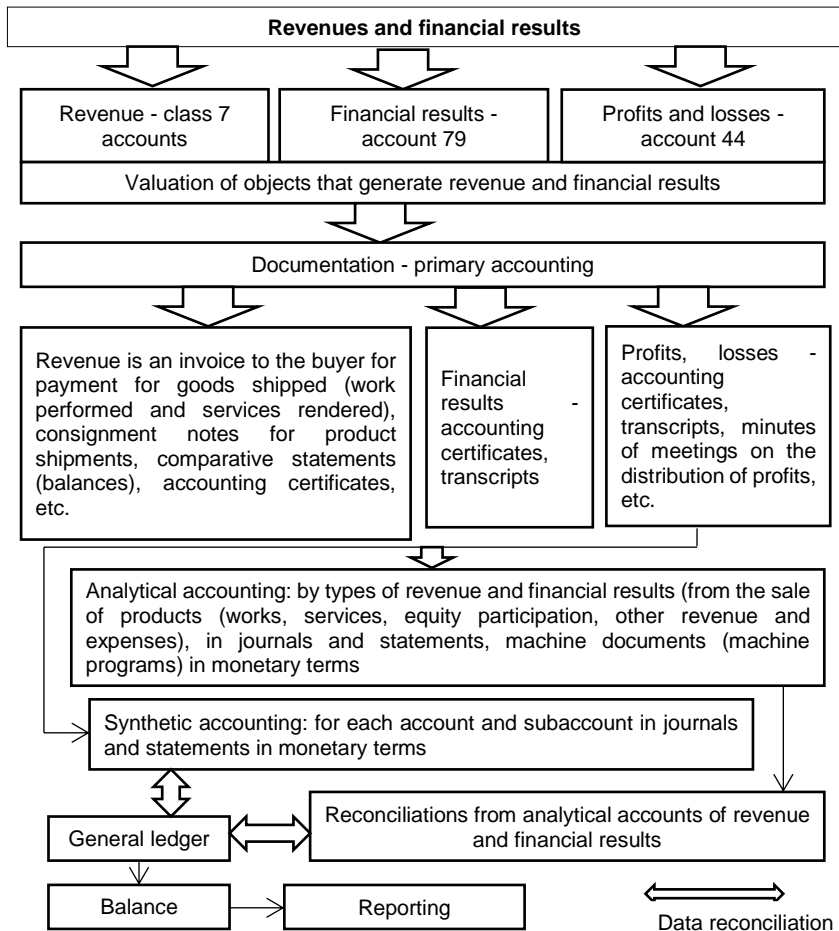 Revenues and financial results
Revenue - class 7
accounts
Financial results -
account 79
Profits and losses -
account 44
Valuation of objects that generate revenue and financial results
Documentation - primary accounting
Revenue is an invoice to the buyer for
payment for goods shipped (work
performed and services rendered),
consignment notes for product
shipments, comparative statements
(balances), accounting certificates,
etc.
Financial
results -
accounting
certificates,
transcripts
Profits, losses -
accounting
certificates,
transcripts, minutes
of meetings on the
distribution of profits,
etc.
Analytical accounting: by types of revenue and financial results (from the
sale of products (works, services, equity participation, other revenue and
expenses), in journals and statements, machine documents (machine
programs) in monetary terms
Synthetic accounting: for each account and subaccount in journals
and statements in monetary terms
General ledger
Reconciliations from analytical accounts of revenue
and financial results
Balance
Reporting
Data reconciliation